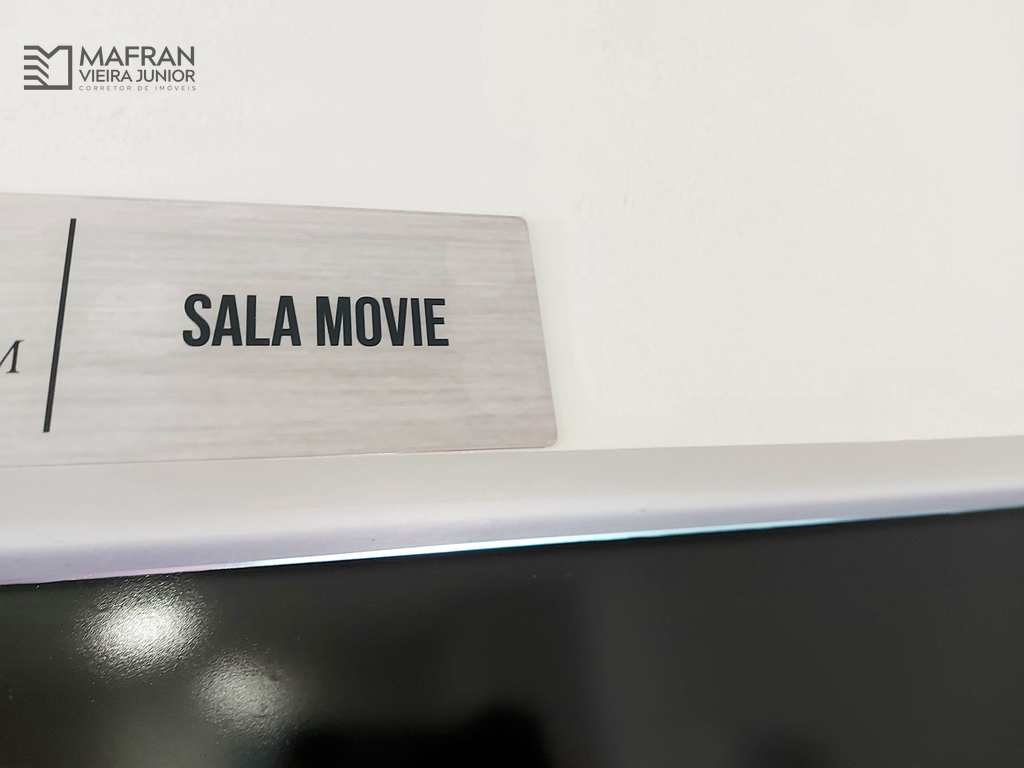 MAFRAN
VIEIRA JUNIOR
CORRETOR DE IMÓVEIS
SALA MOVIE
M